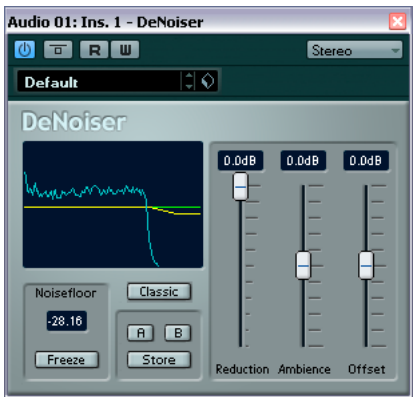 Audio 01: Ins. 1 - DeNoiser
R W Stereo
Default
DeNoiser
0.0dB 0.0dB 0.0dB
Noisefloor
-28.16
Freeze
Classic
A B
Store
Reduction Ambience Offset